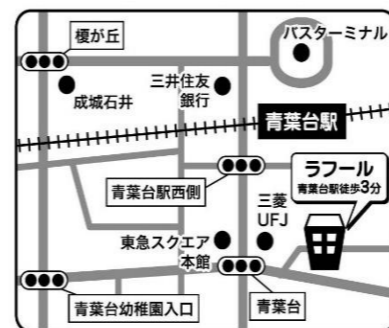 榎が丘
バスターミナル
成城石井
三井住友
銀行
青葉台駅
ラフール
青葉台駅徒歩3分
青葉台駅西側
三菱
UFJ
東急スクエア
本館
青葉台幼稚園入口
青葉台